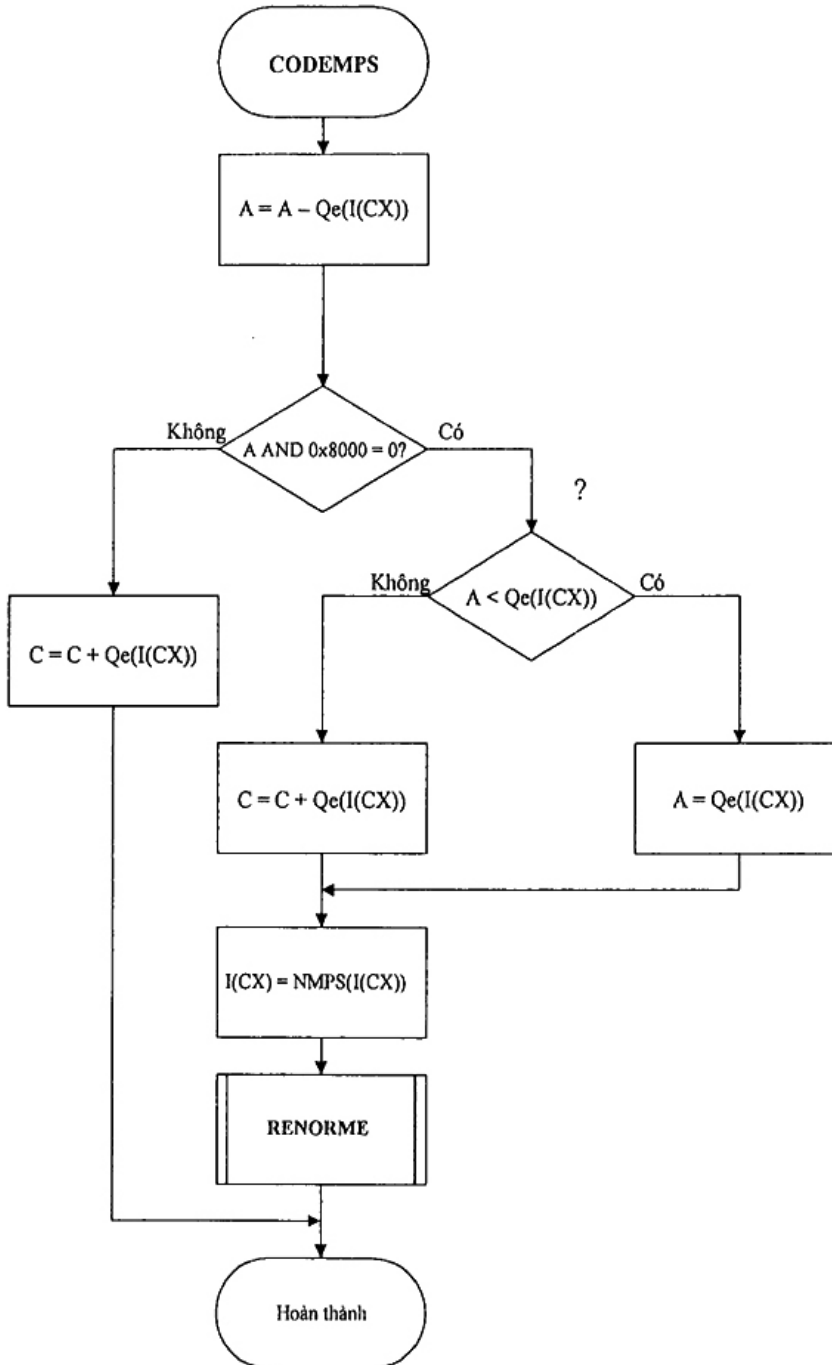 CODEMPS
A = A – Qe(I(CX))
Không
A AND 0x8000 = 0?
Có
?
Không
A < Qe(I(CX))
Có
C = C + Qe(I(CX))
C = C + Qe(I(CX))
A = Qe(I(CX))
I(CX) = NMPS(I(CX))
RENORME
Hoàn thành